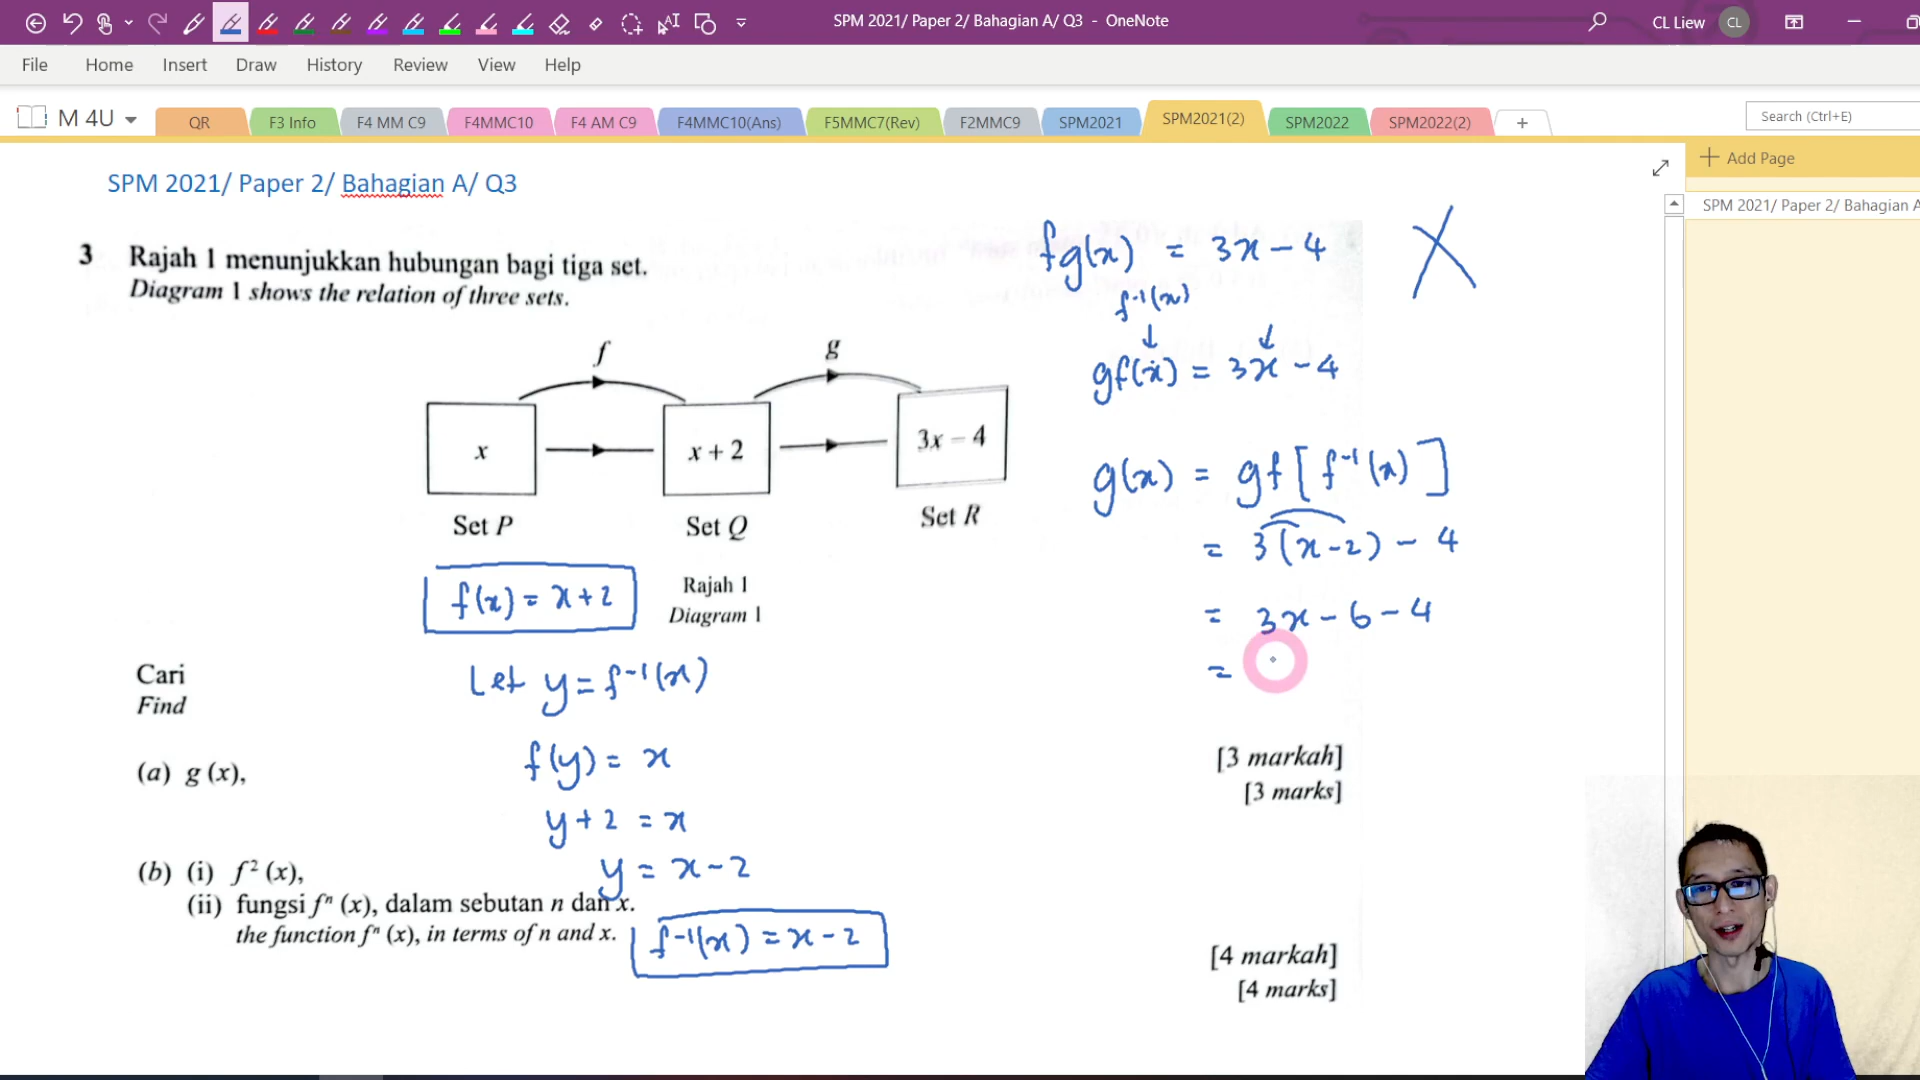 SPM 2021/ Paper 2/ Bahagian A/ Q3 - OneNote
CL Liew
CL
File Home Insert Draw History Review View Help
M 4U
QR
F3 Info
F4 MM C9
F4MMC10
F4 AM C9
F4MMC10(Ans)
F5MMC7(Rev)
F2MMC9
SPM2021
SPM2021(2)
SPM2022
SPM2022(2)
+
Search (Ctrl+E)
Add Page
SPM 2021/ Paper 2/ Bahagian A
SPM 2021/ Paper 2/ Bahagian A/ Q3
3 Rajah 1 menunjukkan hubungan bagi tiga set.
Diagram 1 shows the relation of three sets.
f g
x x + 2 3x – 4
Set P Set Q Set R
Rajah 1
Diagram 1
f(x) = x+2
Let y = f⁻¹(x)
f(y) = x
y + 2 = x
y = x - 2
f⁻¹(x) = x - 2
fg(x) = 3x - 4
f⁻¹(x)
gf(x) = 3x - 4
g(x) = gf[f⁻¹(x)]
= 3(x-2) - 4
= 3x - 6 - 4
=
Cari
Find
(a) g (x),
[3 markah]
[3 marks]
(b) (i) f² (x),
(ii) fungsi fⁿ (x), dalam sebutan n dan x.
the function fⁿ (x), in terms of n and x.
[4 markah]
[4 marks]